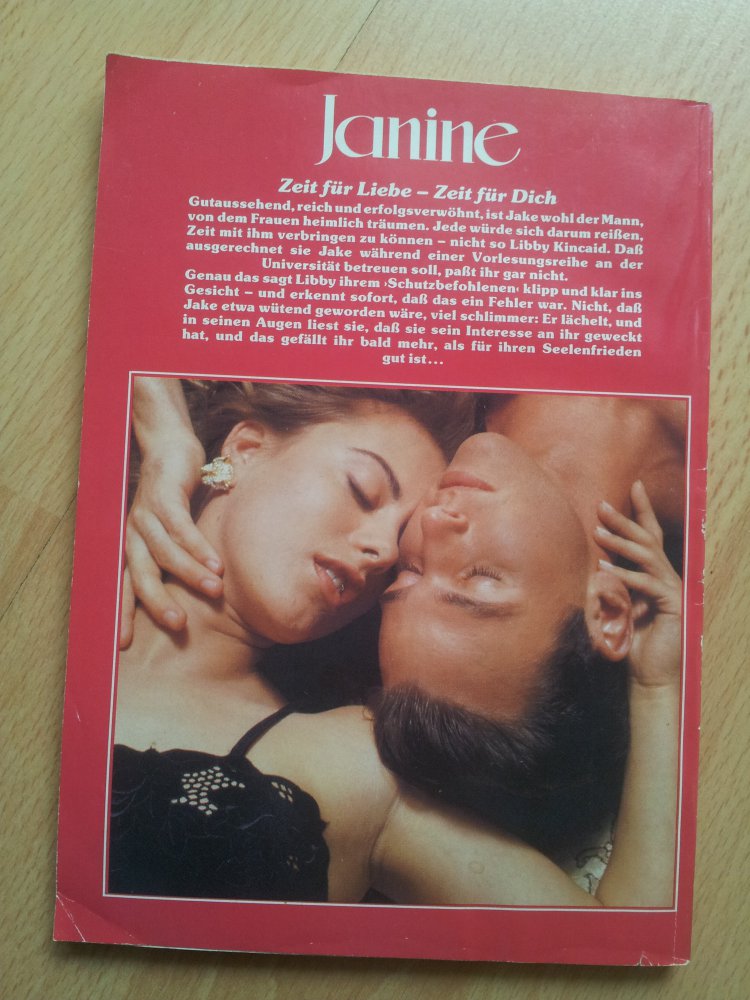 Janine
Zeit für Liebe – Zeit für Dich
Gutaussehend, reich und erfolgsverwöhnt, ist Jake wohl der Mann,
von dem Frauen heimlich träumen. Jede würde sich darum reißen,
Zeit mit ihm verbringen zu können – nicht so Libby Kincaid. Daß
ausgerechnet sie Jake während einer Vorlesungsreihe an der
Universität betreuen soll, paßt ihr gar nicht.
Genau das sagt Libby ihrem ›Schutzbefohlenen‹ klipp und klar ins
Gesicht – und erkennt sofort, daß das ein Fehler war. Nicht, daß
Jake etwa wütend geworden wäre, viel schlimmer: Er lächelt, und
in seinen Augen liest sie, daß sie sein Interesse an ihr geweckt
hat, und das gefällt ihr bald mehr, als für ihren Seelenfrieden
gut ist...